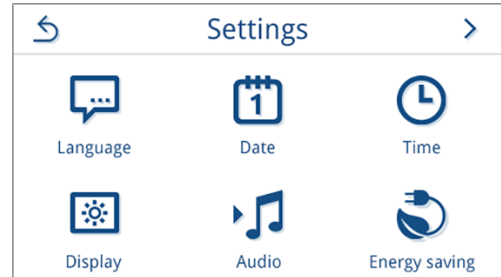 Settings
...
1
Language Date Time
Display Audio Energy saving